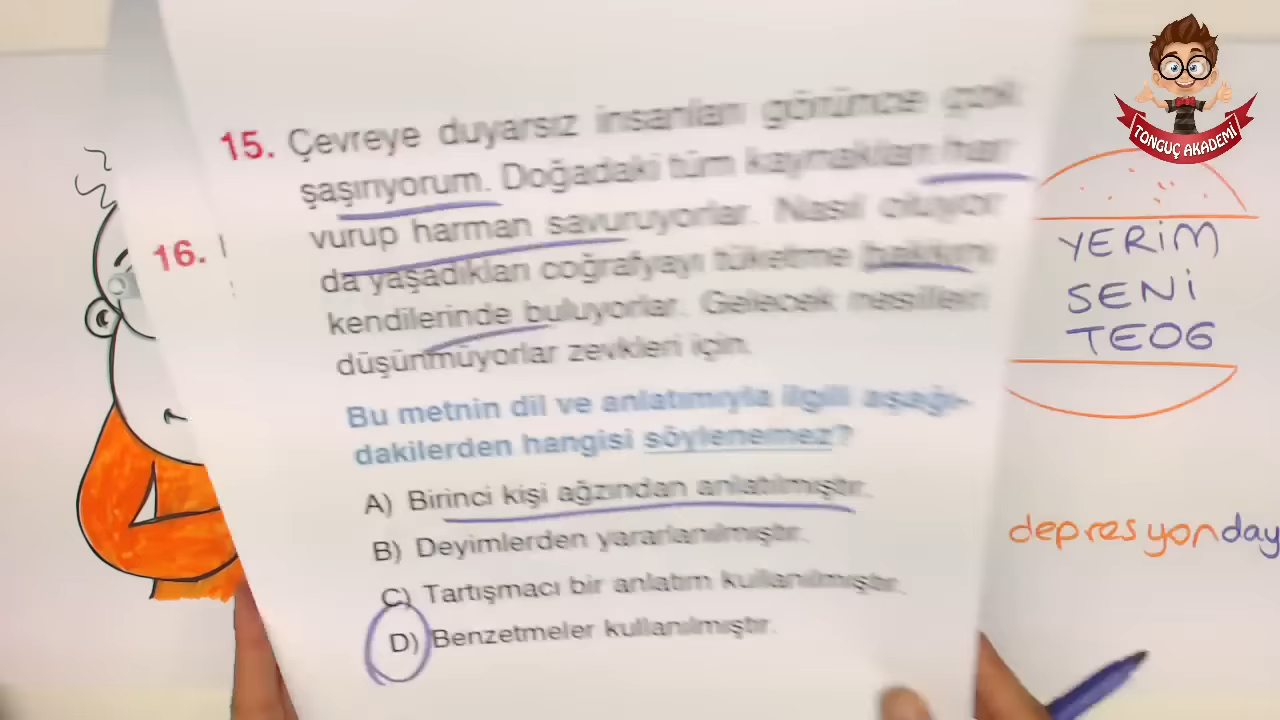 15. Çevreye duyarsız insanları görünce çok
şaşırıyorum. Doğadaki tüm kaynakları har
vurup harman savuruyorlar. Nasıl oluyor
da yaşadıkları coğrafyayı tüketme hakkını
kendilerinde buluyorlar. Gelecek nesilleri
düşünmüyorlar zevkleri için.
Bu metnin dil ve anlatımıyla ilgili aşağı-
dakilerden hangisi söylenemez?
A) Birinci kişi ağzından anlatılmıştır.
B) Deyimlerden yararlanılmıştır.
C) Tartışmacı bir anlatım kullanılmıştır.
D) Benzetmeler kullanılmıştır.
16.
TONGUÇ AKADEMİ
YERİM
SENİ
TEOG
depresyonday